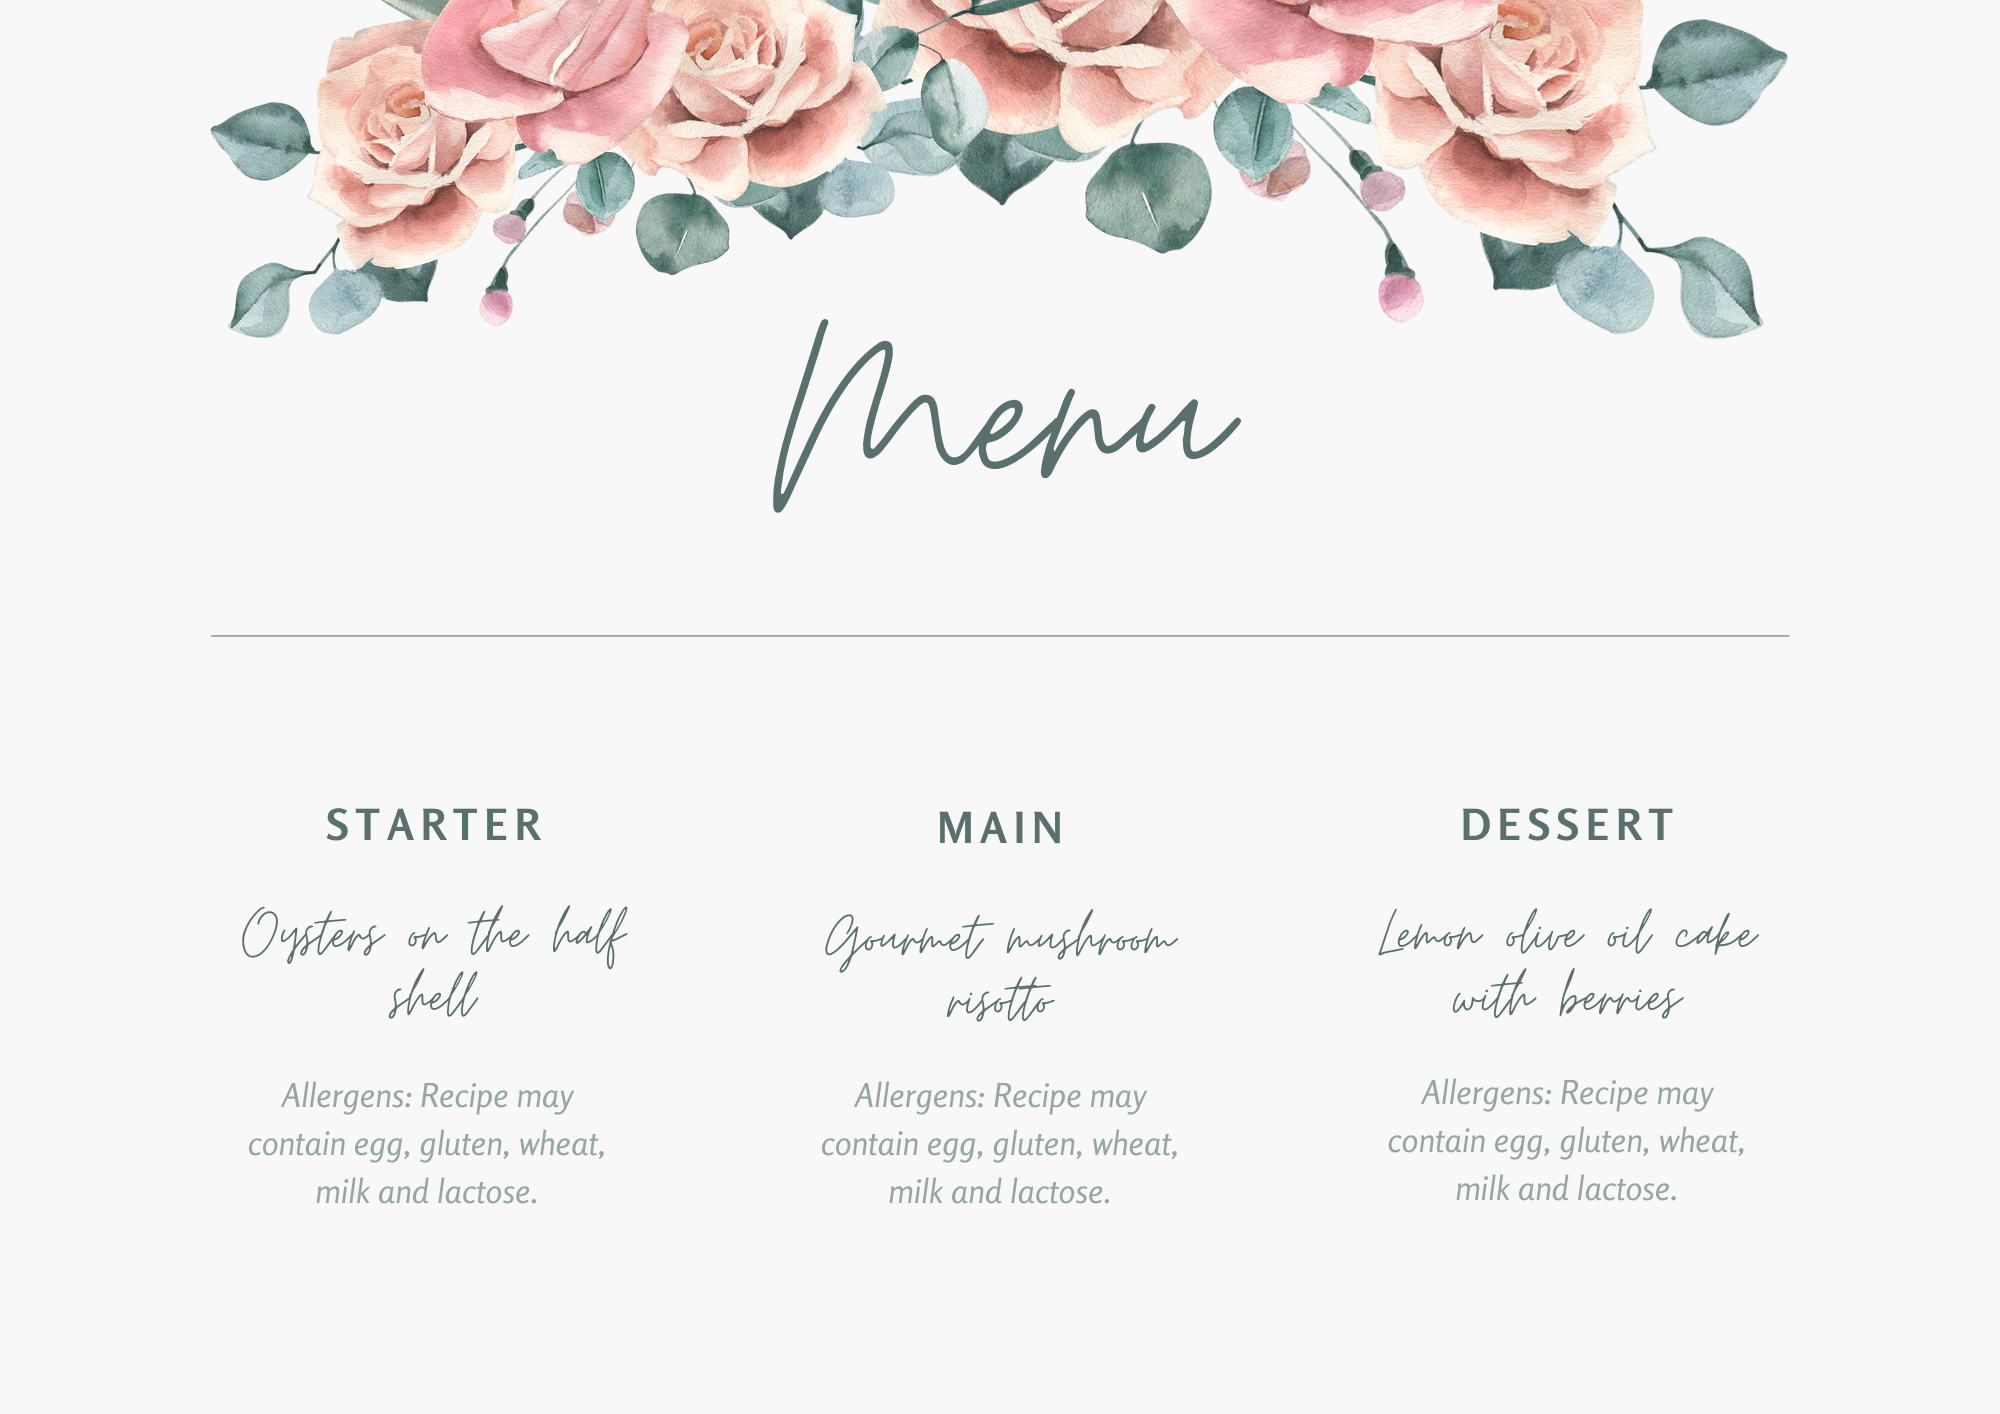 Menu
STARTER
Oysters on the half
shell
Allergens: Recipe may
contain egg, gluten, wheat,
milk and lactose.
MAIN
Gourmet mushroom
risotto
Allergens: Recipe may
contain egg, gluten, wheat,
milk and lactose.
DESSERT
Lemon olive oil cake
with berries
Allergens: Recipe may
contain egg, gluten, wheat,
milk and lactose.